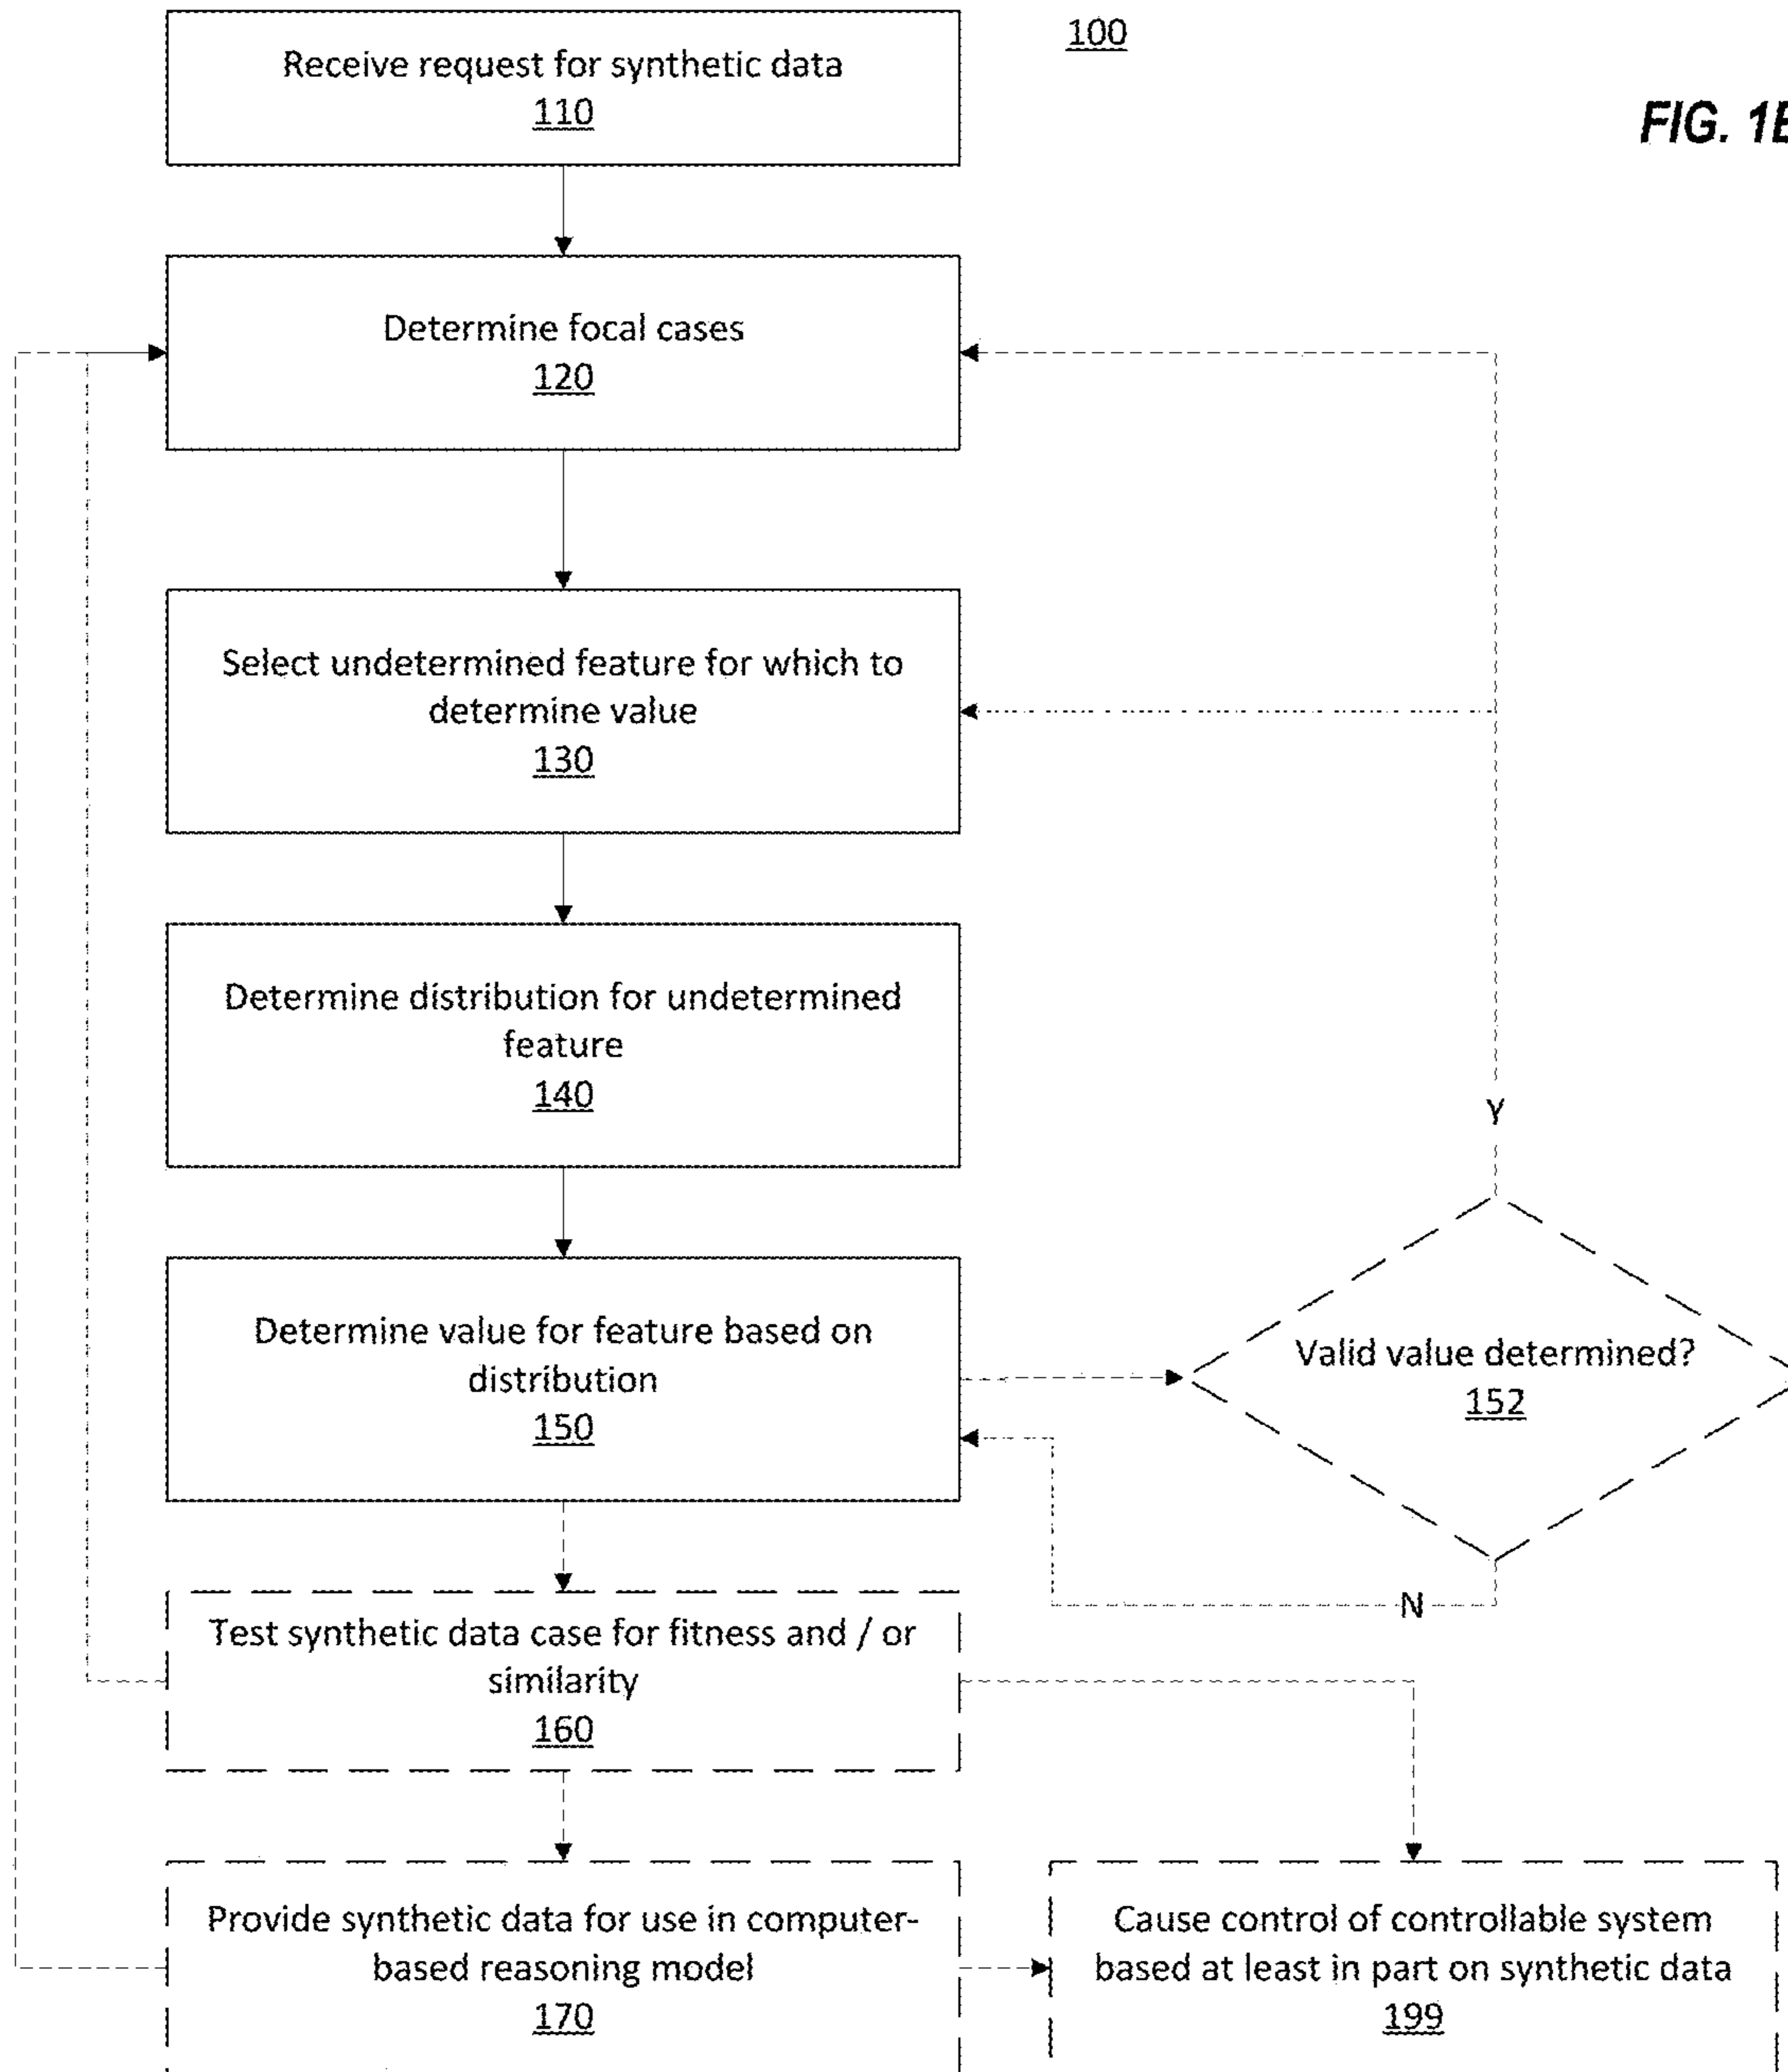 100
FIG. 1B
Receive request for synthetic data
110
Determine focal cases
120
Select undetermined feature for which to
determine value
130
Determine distribution for undetermined
feature
140
Y
Determine value for feature based on
distribution
150
Valid value determined?
152
N
Test synthetic data case for fitness and / or
similarity
160
Provide synthetic data for use in computer-
based reasoning model
170
Cause control of controllable system
based at least in part on synthetic data
199